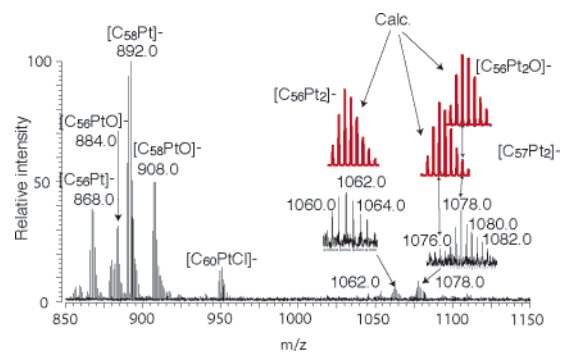 [C58Pt]-
892.0
Calc.
[C56Pt2O]-
[C56Pt2]-
[C57Pt2]-
[C56PtO]-
884.0
[C58PtO]-
908.0
[C56Pt]-
868.0
1062.0
1060.0
1064.0
1078.0
1080.0
1076.0
1082.0
[C60PtCl]-
1062.0
1078.0
Relative intensity
100
50
0
850
900
950
1000
1050
1100
1150
m/z